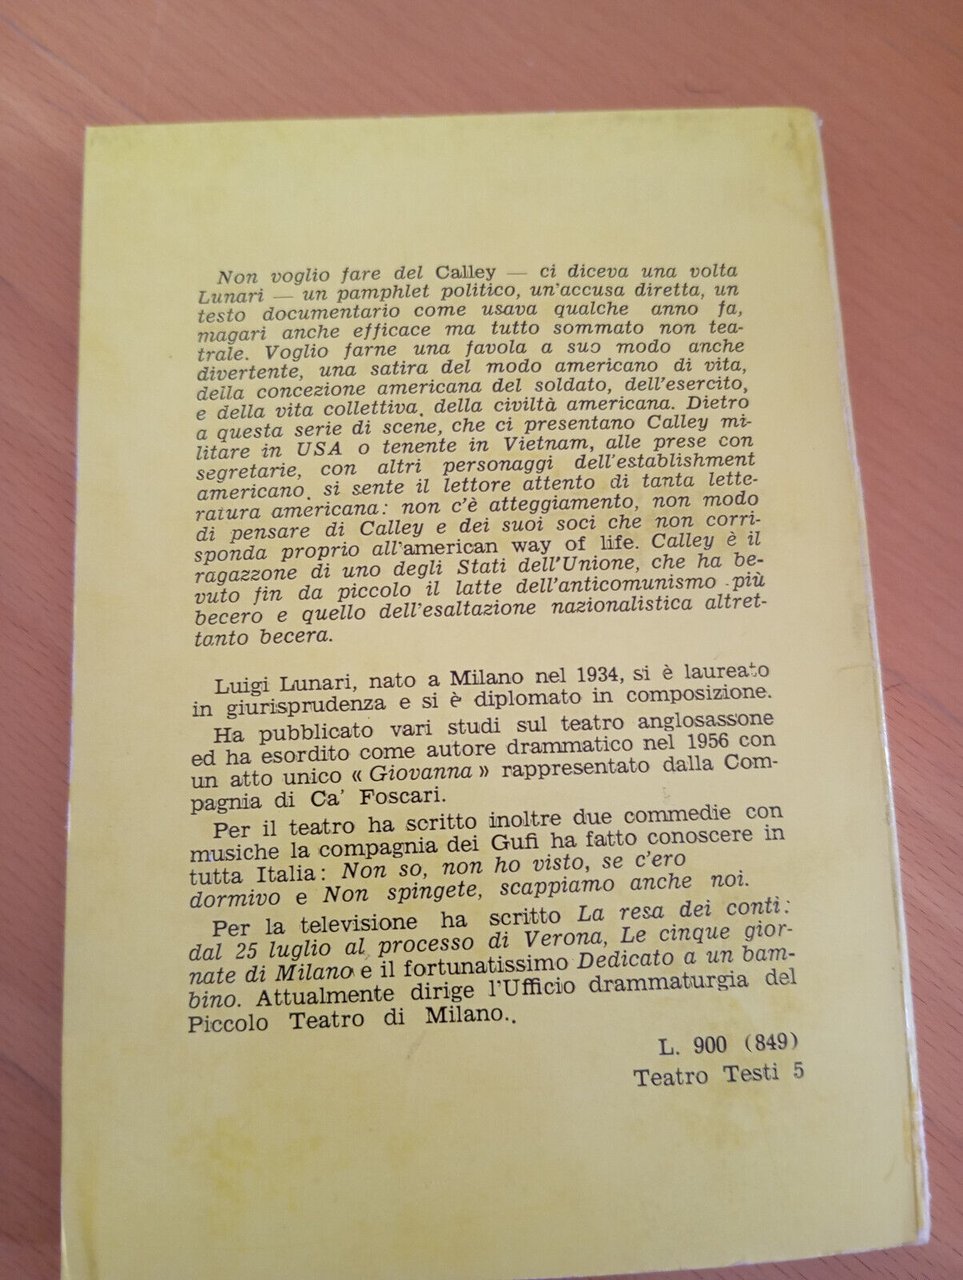 Non voglio fare del Calley — ci diceva una volta
Lunari — un pamphlet politico, un'accusa diretta, un
testo documentario come usava qualche anno fa,
magari anche efficace ma tutto sommato non tea-
trale. Voglio farne una favola a suo modo anche
divertente, una satira del modo americano di vita,
della concezione americana del soldato, dell'esercito,
e della vita collettiva, della civiltà americana. Dietro
a questa serie di scene, che ci presentano Calley mi-
litare in USA o tenente in Vietnam, alle prese con
segretarie, con altri personaggi dell'establishment
americano, si sente il lettore attento di tanta lette-
ratura americana: non c'è atteggiamento, non modo
di pensare di Calley e dei suoi soci che non corri-
sponda proprio all'american way of life. Calley è il
ragazzone di uno degli Stati dell'Unione, che ha be-
vuto fin da piccolo il latte dell'anticomunismo più
becero e quello dell'esaltazione nazionalistica altret-
tanto becera.
Luigi Lunari, nato a Milano nel 1934, si è laureato
in giurisprudenza e si è diplomato in composizione.
Ha pubblicato vari studi sul teatro anglosassone
ed ha esordito come autore drammatico nel 1956 con
un atto unico « Giovanna » rappresentato dalla Com-
pagnia di Ca' Foscari.
Per il teatro ha scritto inoltre due commedie con
musiche la compagnia dei Gufi ha fatto conoscere in
tutta Italia: Non so, non ho visto, se c'ero
dormivo e Non spingete, scappiamo anche noi.
Per la televisione ha scritto La resa dei conti:
dal 25 luglio al processo di Verona, Le cinque gior-
nate di Milano e il fortunatissimo Dedicato a un bam-
bino. Attualmente dirige l'Ufficio drammaturgia del
Piccolo Teatro di Milano..
L. 900 (849)
Teatro Testi 5